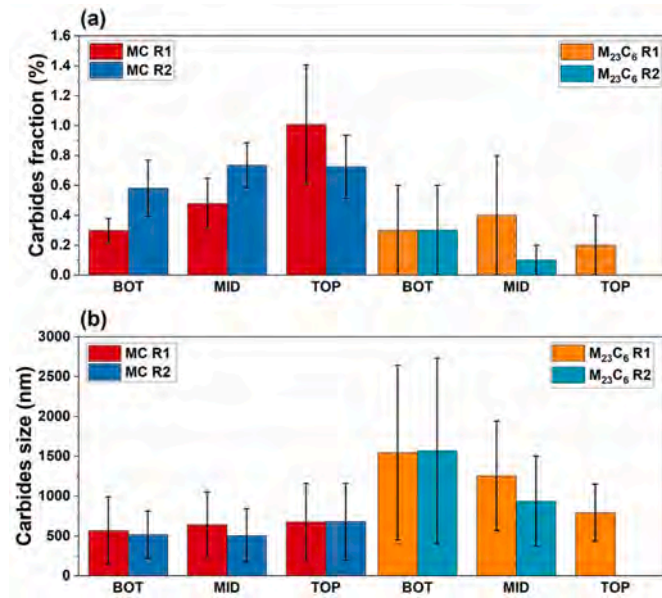 (a)
Carbides fraction (%)
1.6
1.4
1.2
1.0
0.8
0.6
0.4
0.2
0.0
MC R1
MC R2
M₂₃C₆ R1
M₂₃C₆ R2
BOT MID TOP BOT MID TOP
(b)
Carbides size (nm)
3000
2500
2000
1500
1000
500
0
MC R1
MC R2
M₂₃C₆ R1
M₂₃C₆ R2
BOT MID TOP BOT MID TOP